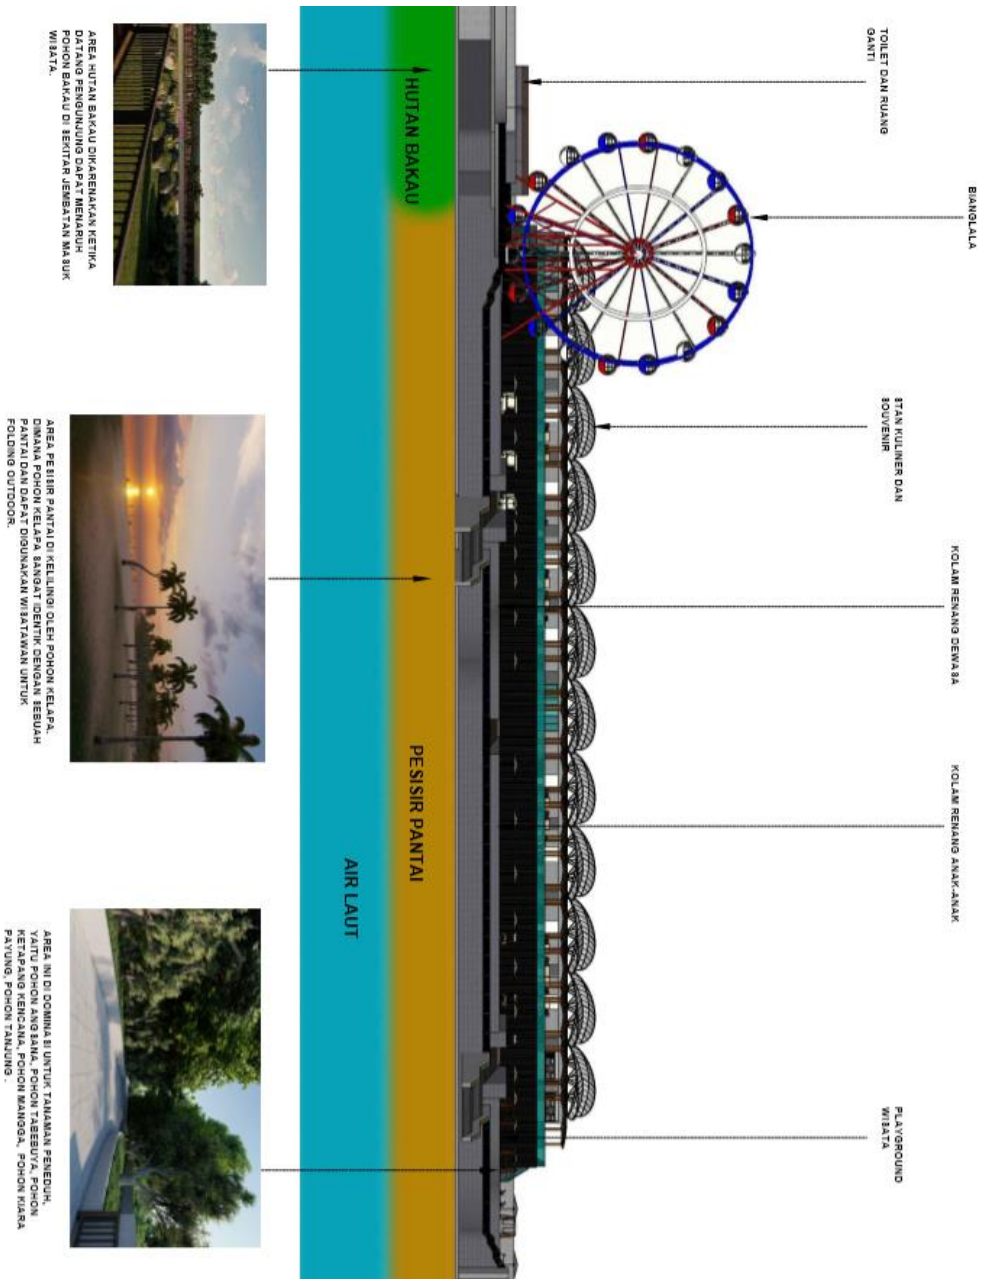 BIANGLALA
TOILET DAN RUANG
GANTI
STAN KULINER DAN
SOUVENIR
KOLAM RENANG DEWASA
KOLAM RENANG ANAK-ANAK
PLAYGROUND
WISATA
HUTAN BAKAU
PESISIR PANTAI
AIR LAUT
AREA HUTAN BAKAU DIKARENAKAN KETIKA
DATANG PENGUNJUNG DAPAT MENARUH
POHON BAKAU DI SEKITAR JEMBATAN MASUK
WISATA.
AREA PESISIR PANTAI DI KELILINGI OLEH POHON KELAPA.
DIMANA POHON KELAPA SANGAT IDENTIK DENGAN SEBUAH
PANTAI DAN DAPAT DIGUNAKAN WISATAWAN UNTUK
FOLDING OUTDOOR.
AREA INI DI DOMINASI UNTUK TANAMAN PENEDUH,
YAITU POHON ANGSANA, POHON TABEBUYA, POHON
KETAPANG KENCANA, POHON MANGGA, POHON KIARA
PAYUNG, POHON TANJUNG .